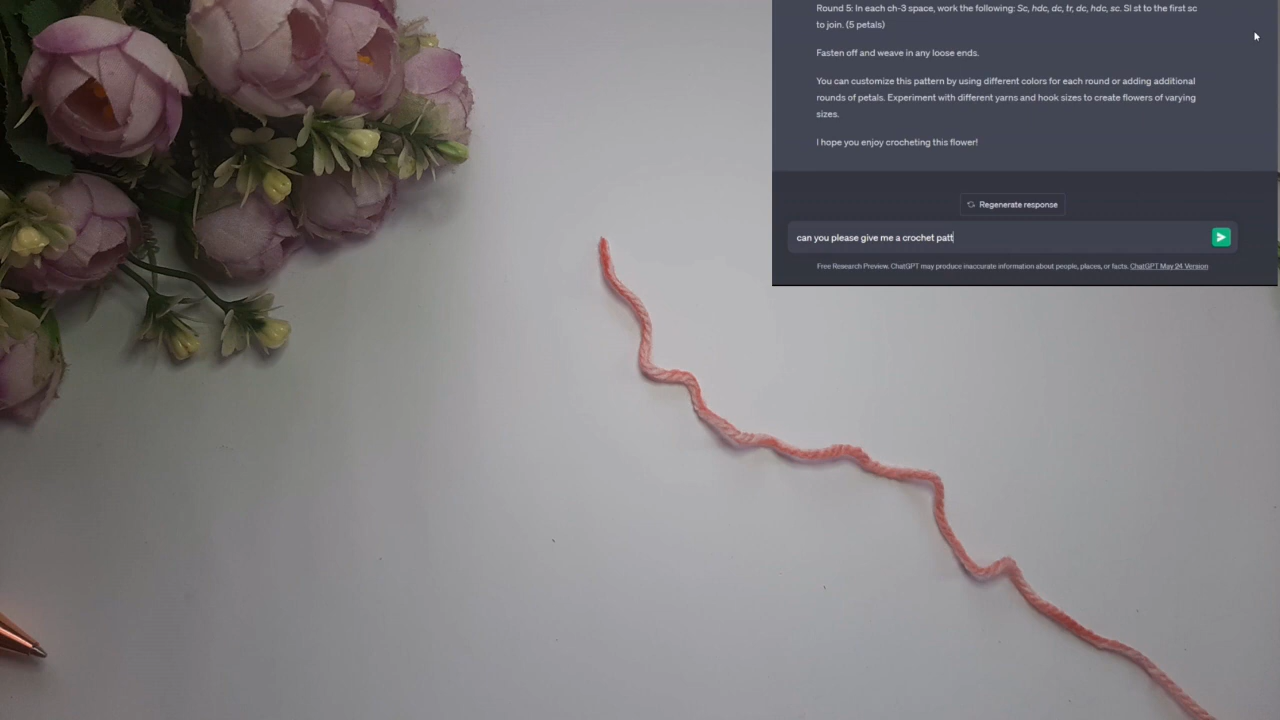 Round 5: In each ch-3 space, work the following: Sc, hdc, dc, tr, dc, hdc, sc. Sl st to the first sc
to join. (5 petals)
Fasten off and weave in any loose ends.
You can customize this pattern by using different colors for each round or adding additional
rounds of petals. Experiment with different yarns and hook sizes to create flowers of varying
sizes.
I hope you enjoy crocheting this flower!
Regenerate response
can you please give me a crochet patt
Free Research Preview. ChatGPT may produce inaccurate information about people, places, or facts. ChatGPT May 24 Version